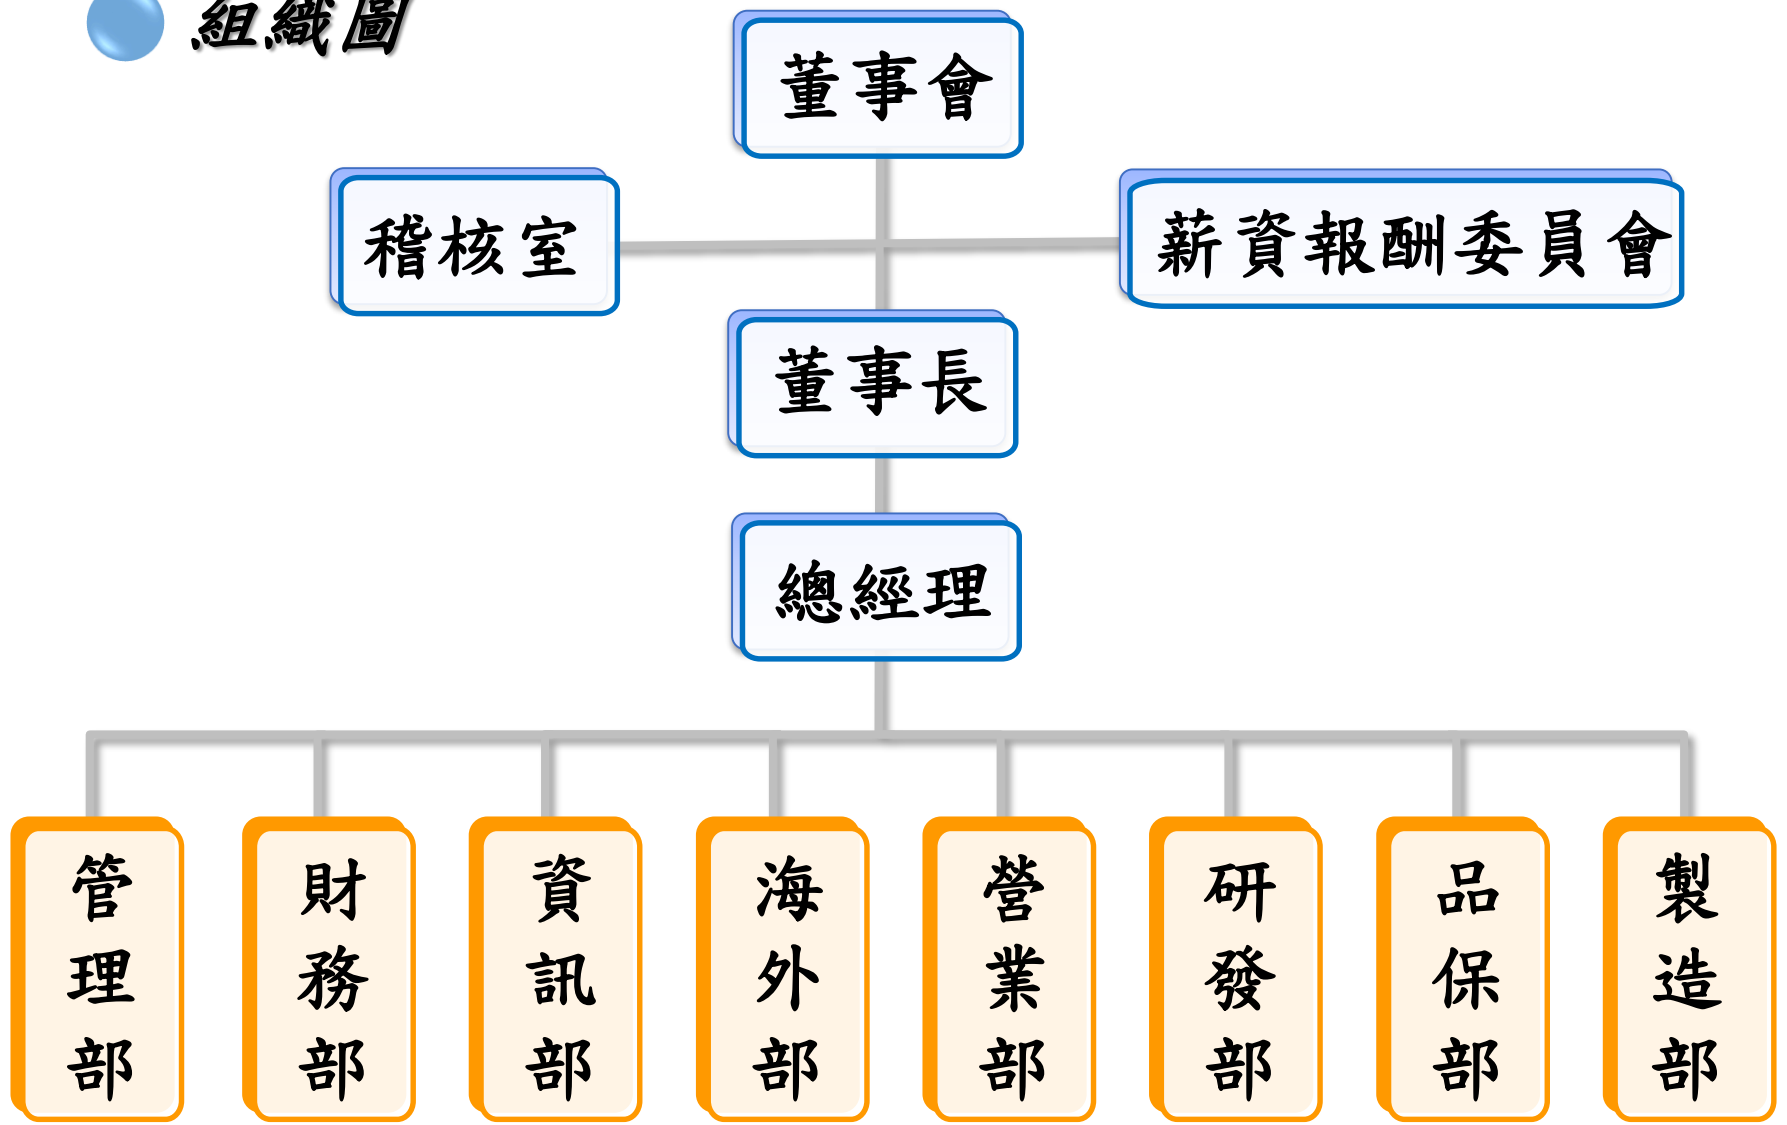 組織圖
董事會
稽核室
薪資報酬委員會
董事長
總經理
管理部
財務部
資訊部
海外部
營業部
研發部
品保部
製造部